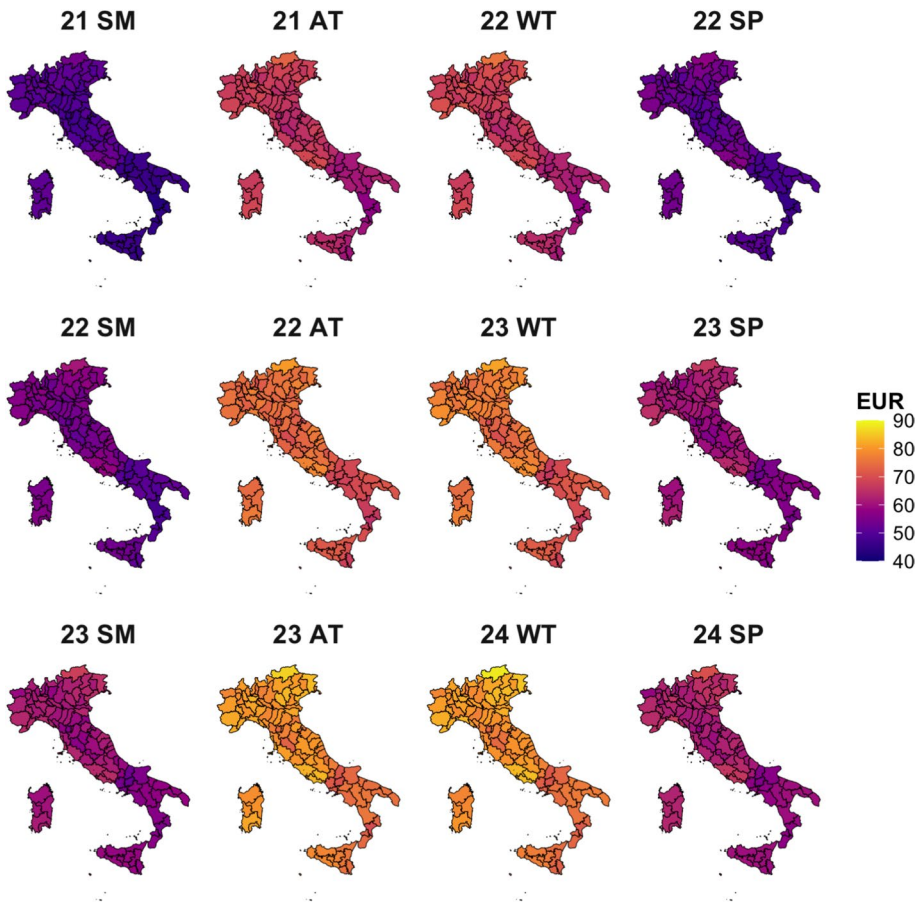 21 SM
21 AT
22 WT
22 SP
22 SM
22 AT
23 WT
23 SP
EUR
90
80
70
60
50
40
23 SM
23 AT
24 WT
24 SP